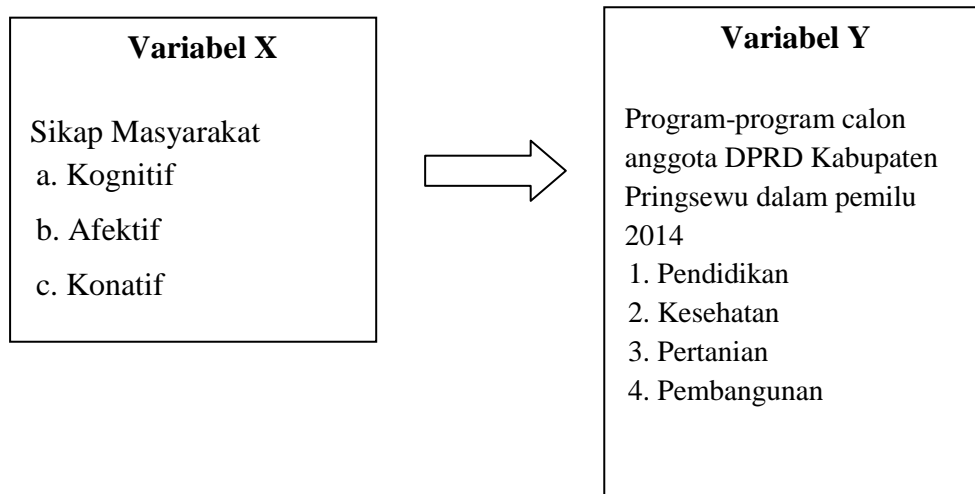 Variabel X
Sikap Masyarakat
a. Kognitif
b. Afektif
c. Konatif
Variabel Y
Program-program calon
anggota DPRD Kabupaten
Pringsewu dalam pemilu
2014
1. Pendidikan
2. Kesehatan
3. Pertanian
4. Pembangunan